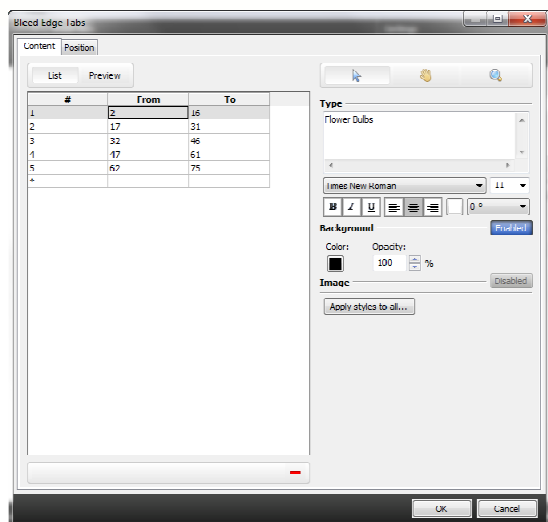 Bleed Edge Tabs
Content Position
List Preview
# From To
1 2 16
2 17 31
3 32 46
4 47 61
5 62 75
*
Type
Flower Bulbs
Times New Roman 11
B I U 0 °
Background Enabled
Color: Opacity:
100 %
Image Disabled
Apply styles to all...
OK Cancel